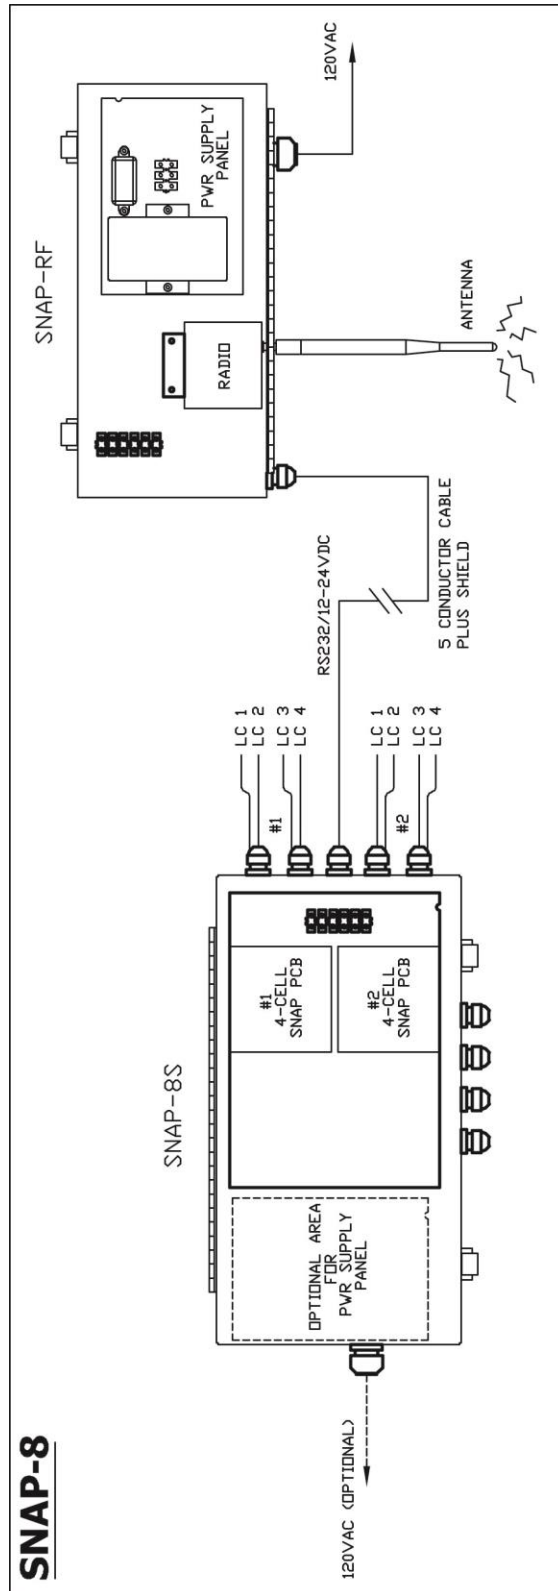 SNAP-8
SNAP-8S
120VAC (OPTIONAL)
OPTIONAL AREA
FOR
PWR SUPPLY
PANEL
#1
4-CELL
SNAP PCB
#2
4-CELL
SNAP PCB
LC 1
LC 2
#1
LC 3
LC 4
RS232/12-24VDC
LC 1
LC 2
#2
LC 3
LC 4
5 CONDUCTOR CABLE
PLUS SHIELD
SNAP-RF
RADIO
PWR SUPPLY
PANEL
ANTENNA
120VAC